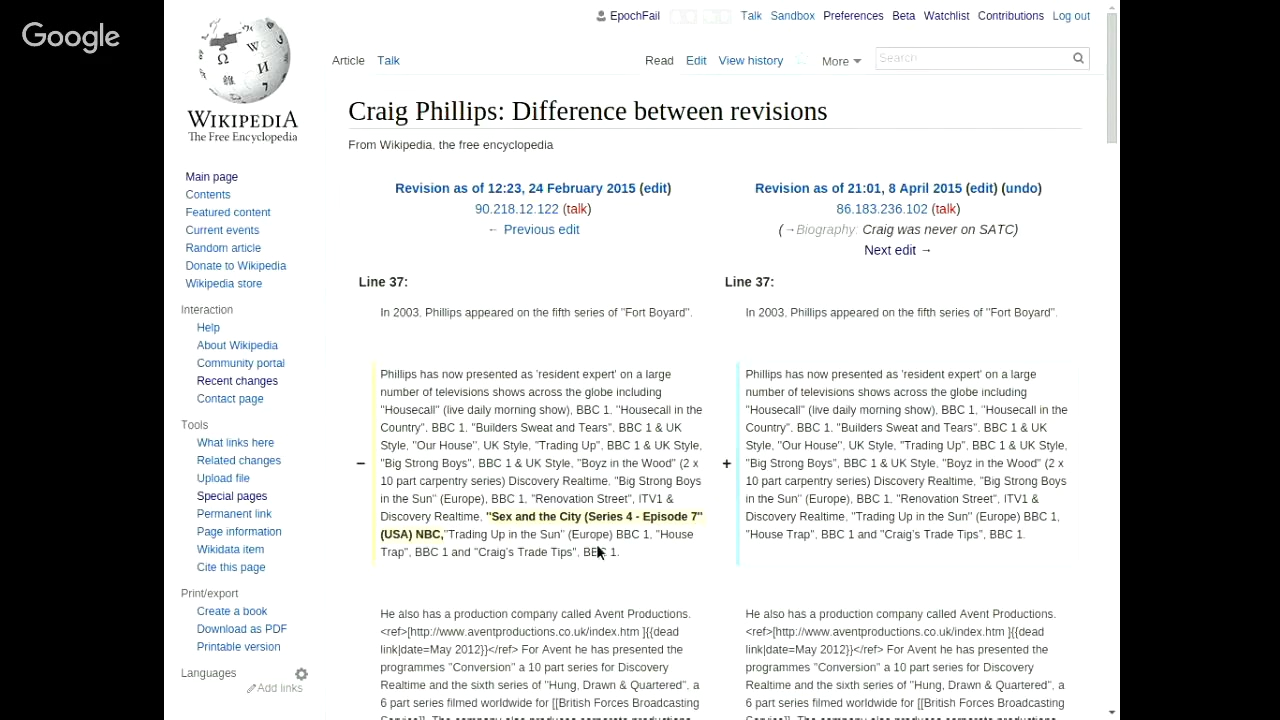 Google
EpochFail Talk Sandbox Preferences Beta Watchlist Contributions Log out
Article Talk Read Edit View history More Search
WIKIPEDIA
The Free Encyclopedia
Main page
Contents
Featured content
Current events
Random article
Donate to Wikipedia
Wikipedia store
Interaction
Help
About Wikipedia
Community portal
Recent changes
Contact page
Tools
What links here
Related changes
Upload file
Special pages
Permanent link
Page information
Wikidata item
Cite this page
Print/export
Create a book
Download as PDF
Printable version
Languages
Add links
Craig Phillips: Difference between revisions
From Wikipedia, the free encyclopedia
Revision as of 12:23, 24 February 2015 (edit)
90.218.12.122 (talk)
← Previous edit
Line 37:
In 2003, Phillips appeared on the fifth series of ''Fort Boyard''.
− Phillips has now presented as 'resident expert' on a large
number of televisions shows across the globe including
"Housecall" (live daily morning show), BBC 1. "Housecall in the
Country". BBC 1. "Builders Sweat and Tears". BBC 1 & UK
Style, "Our House", UK Style, "Trading Up", BBC 1 & UK Style,
"Big Strong Boys", BBC 1 & UK Style, "Boyz in the Wood" (2 x
10 part carpentry series) Discovery Realtime, "Big Strong Boys
in the Sun" (Europe), BBC 1, "Renovation Street", ITV1 &
Discovery Realtime, "Sex and the City (Series 4 - Episode 7"
(USA) NBC,"Trading Up in the Sun" (Europe) BBC 1, "House
Trap", BBC 1 and "Craig's Trade Tips", BBC 1.
He also has a production company called Avent Productions.
<ref>[http://www.aventproductions.co.uk/index.htm ]{{dead
link|date=May 2012}}</ref> For Avent he has presented the
programmes "Conversion" a 10 part series for Discovery
Realtime and the sixth series of "Hung, Drawn & Quartered", a
6 part series filmed worldwide for [[British Forces Broadcasting
Service]]. The company also produces corporate productions
Revision as of 21:01, 8 April 2015 (edit) (undo)
86.183.236.102 (talk)
(→Biography: Craig was never on SATC)
Next edit →
Line 37:
In 2003, Phillips appeared on the fifth series of ''Fort Boyard''.
+ Phillips has now presented as 'resident expert' on a large
number of televisions shows across the globe including
"Housecall" (live daily morning show), BBC 1. "Housecall in the
Country". BBC 1. "Builders Sweat and Tears". BBC 1 & UK
Style, "Our House", UK Style, "Trading Up", BBC 1 & UK Style,
"Big Strong Boys", BBC 1 & UK Style, "Boyz in the Wood" (2 x
10 part carpentry series) Discovery Realtime, "Big Strong Boys
in the Sun" (Europe), BBC 1, "Renovation Street", ITV1 &
Discovery Realtime, "Trading Up in the Sun" (Europe) BBC 1,
"House Trap", BBC 1 and "Craig's Trade Tips", BBC 1.
He also has a production company called Avent Productions.
<ref>[http://www.aventproductions.co.uk/index.htm ]{{dead
link|date=May 2012}}</ref> For Avent he has presented the
programmes "Conversion" a 10 part series for Discovery
Realtime and the sixth series of "Hung, Drawn & Quartered", a
6 part series filmed worldwide for [[British Forces Broadcasting
Service]]. The company also produces corporate productions